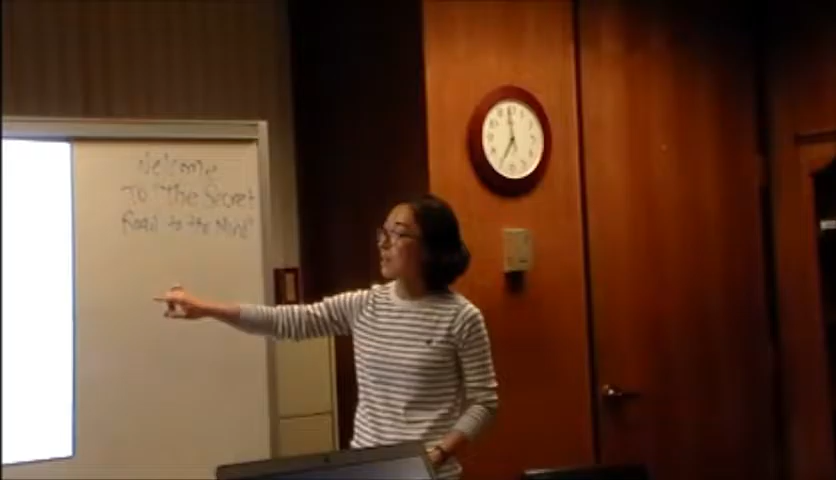 Welcome
To "The Secret
Road to the Mind"